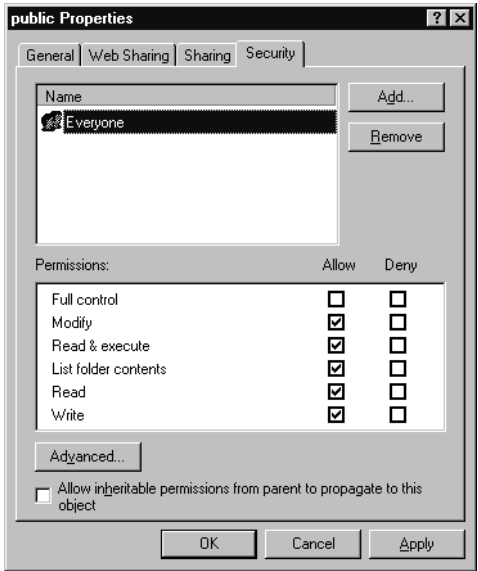 public Properties
General Web Sharing Sharing Security
Name
Everyone
Add...
Remove
Permissions: Allow Deny
Full control
Modify
Read & execute
List folder contents
Read
Write
Advanced...
Allow inheritable permissions from parent to propagate to this
object
OK Cancel Apply